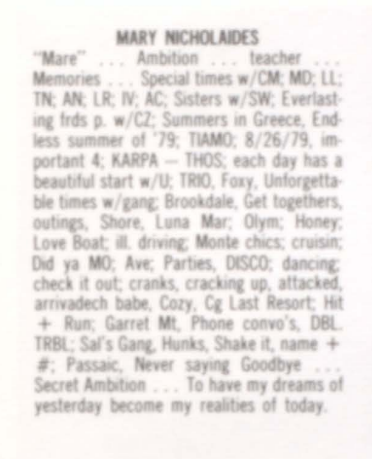 MARY NICHOLAIDES
"Mare" ... Ambition ... teacher ...
Memories ... Special times w/CM; MD; LL;
TN; AN; LR; IV; AC; Sisters w/SW; Everlast-
ing frds p. w/CZ; Summers in Greece, End-
less summer of '79; TIAMO; 8/26/79, im-
portant 4; KARPA — THOS; each day has a
beautiful start w/U; TRIO, Foxy, Unforgetta-
ble times w/gang; Brookdale, Get togethers,
outings, Shore, Luna Mar; Olym; Honey;
Love Boat; ill. driving; Monte chics; cruisin;
Did ya MO; Ave; Parties, DISCO; dancing;
check it out; cranks, cracking up, attacked,
arrivadech babe, Cozy, Cg Last Resort; Hit
+ Run; Garret Mt, Phone convo's, DBL.
TRBL; Sal's Gang, Hunks, Shake it, name +
#; Passaic, Never saying Goodbye ...
Secret Ambition ... To have my dreams of
yesterday become my realities of today.